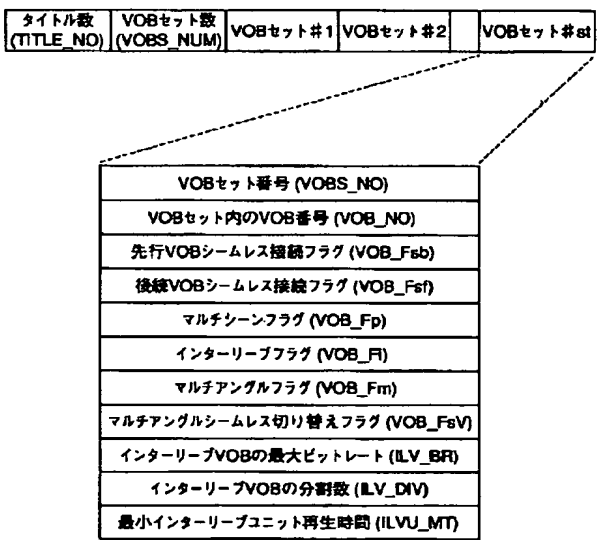 タイトル数
(TITLE_NO)
VOBセット数
(VOBS_NUM)
VOBセット#1
VOBセット#2
VOBセット#st
VOBセット番号 (VOBS_NO)
VOBセット内のVOB番号 (VOB_NO)
先行VOBシームレス接続フラグ (VOB_Fsb)
後続VOBシームレス接続フラグ (VOB_Fsf)
マルチシーンフラグ (VOB_Fp)
インターリーブフラグ (VOB_Fi)
マルチアングルフラグ (VOB_Fm)
マルチアングルシームレス切り替えフラグ (VOB_FsV)
インターリーブVOBの最大ビットレート (ILV_BR)
インターリーブVOBの分割数 (ILV_DIV)
最小インターリーブユニット再生時間 (ILVU_MT)